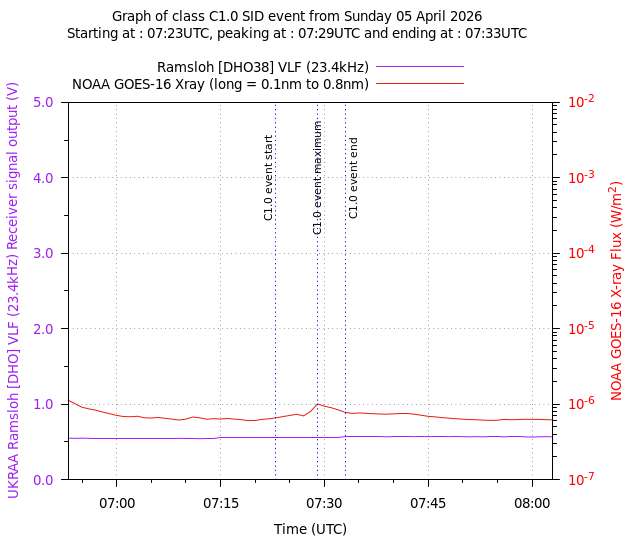 Graph of class C1.0 SID event from Sunday 05 April 2026
Starting at : 07:23UTC, peaking at : 07:29UTC and ending at : 07:33UTC
Ramsloh [DHO38] VLF (23.4kHz)
NOAA GOES-16 Xray (long = 0.1nm to 0.8nm)
UKRAA Ramsloh [DHO] VLF (23.4kHz) Receiver signal output (V)
5.0
4.0
3.0
2.0
1.0
0.0
C1.0 event start
C1.0 event maximum
C1.0 event end
10^-2
10^-3
10^-4
10^-5
10^-6
10^-7
NOAA GOES-16 X-ray Flux (W/m^2)
07:00 07:15 07:30 07:45 08:00
Time (UTC)